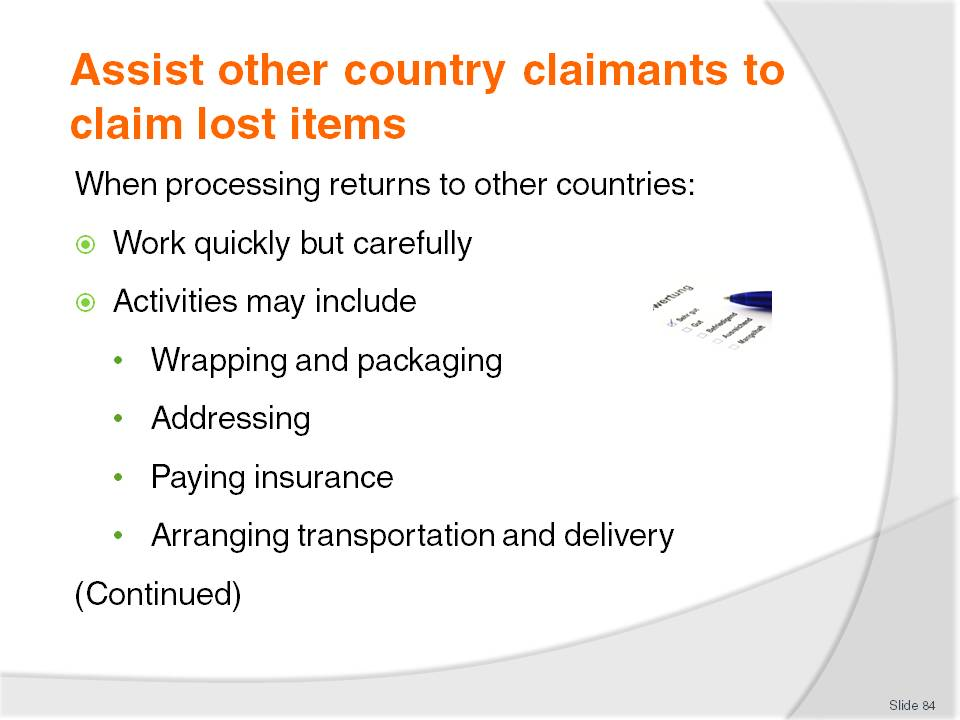 Assist other country claimants to
claim lost items
When processing returns to other countries:
Work quickly but carefully
Activities may include
wertung
Sehr gut
Gut
Befriedigend
Ausreichend
Mangelhaft
• Wrapping and packaging
• Addressing
• Paying insurance
• Arranging transportation and delivery
(Continued)
Slide 84